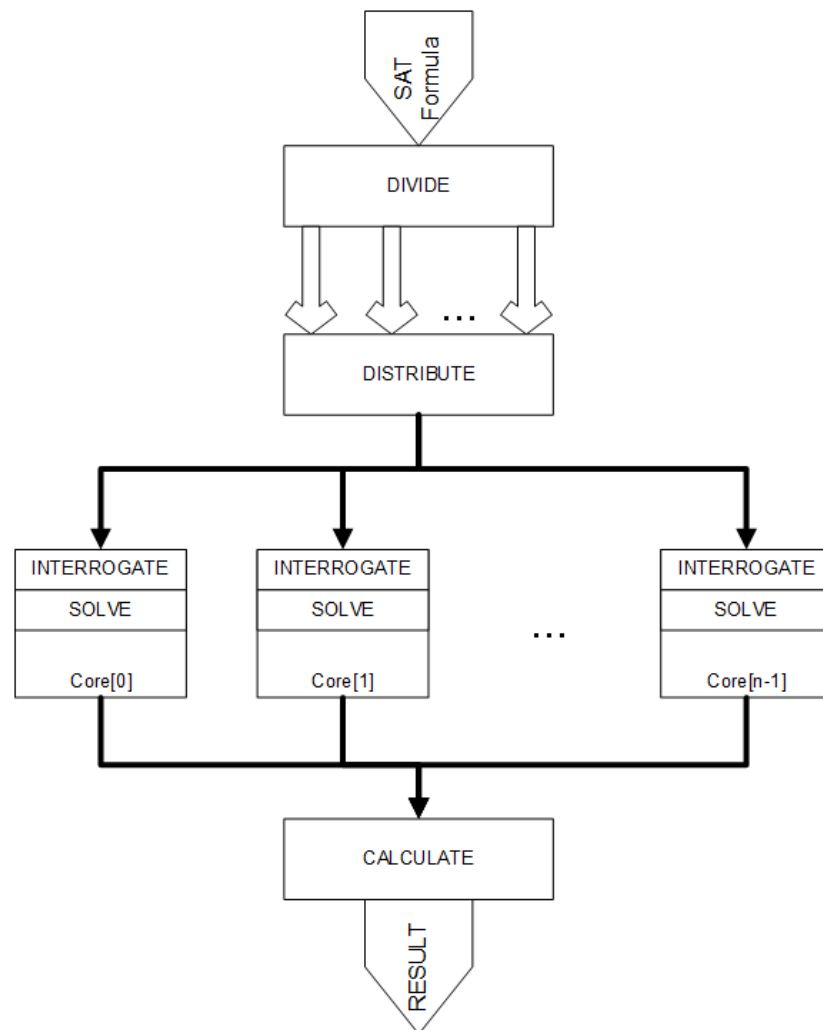 SAT
Formula
DIVIDE
...
DISTRIBUTE
INTERROGATE
SOLVE
Core[0]
INTERROGATE
SOLVE
Core[1]
...
INTERROGATE
SOLVE
Core[n-1]
CALCULATE
RESULT